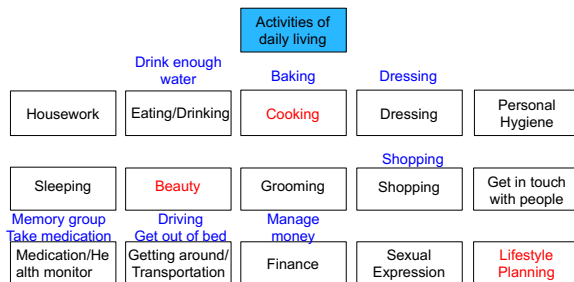 Activities of
daily living
Drink enough
water
Baking
Dressing
Housework
Eating/Drinking
Cooking
Dressing
Personal
Hygiene
Shopping
Sleeping
Beauty
Grooming
Shopping
Get in touch
with people
Memory group
Take medication
Driving
Get out of bed
Manage
money
Medication/He
alth monitor
Getting around/
Transportation
Finance
Sexual
Expression
Lifestyle
Planning